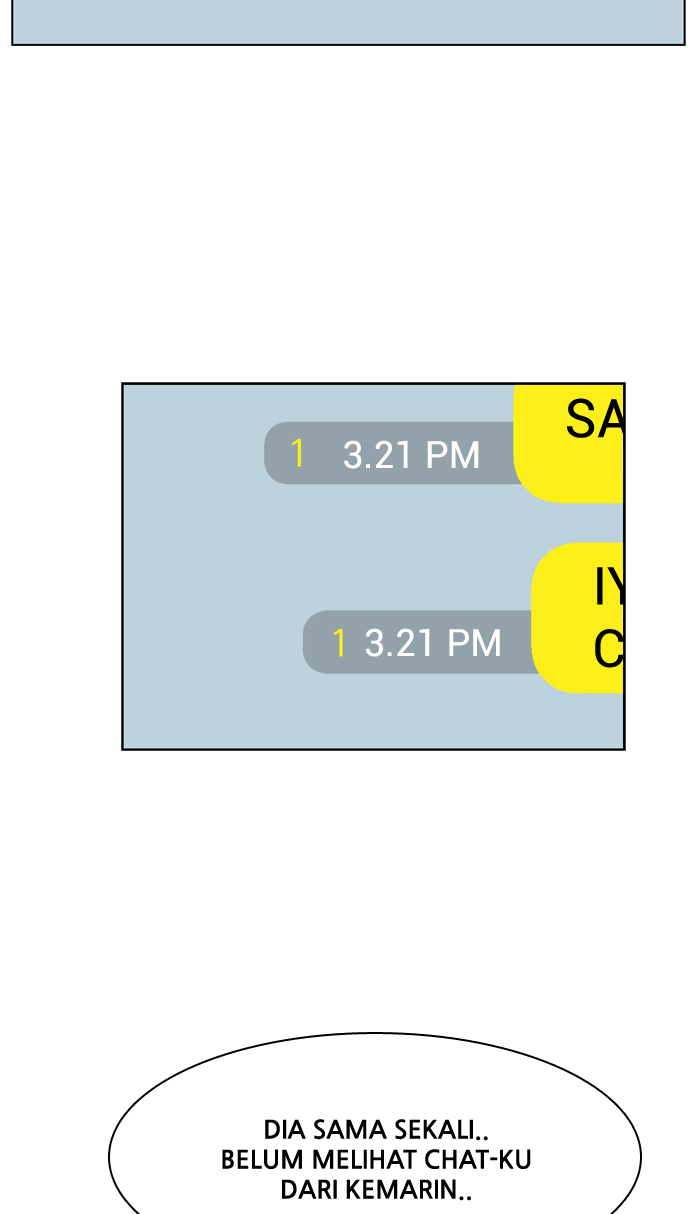 SA
1 3.21 PM
IY
C
1 3.21 PM
DIA SAMA SEKALI..
BELUM MELIHAT CHAT-KU
DARI KEMARIN..